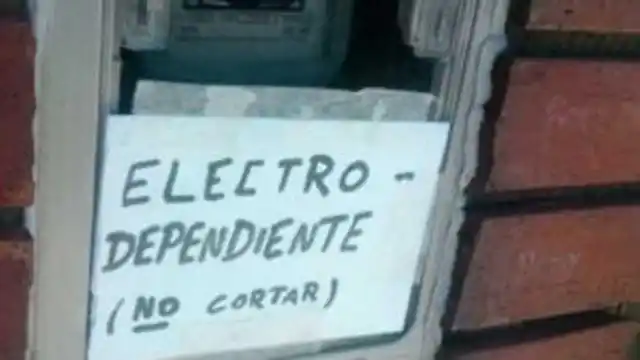 ELECTRO-
DEPENDIENTE
(NO CORTAR)